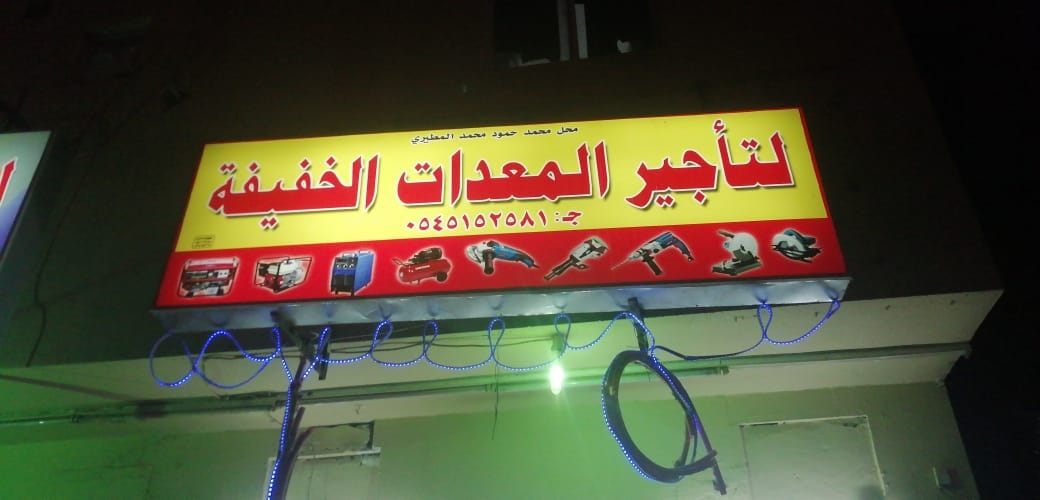 محل محمد حمود محمد المطيري
لتأجير المعدات الخفيفة
جـ: ٠٥٤٥١٥٢٥٨١